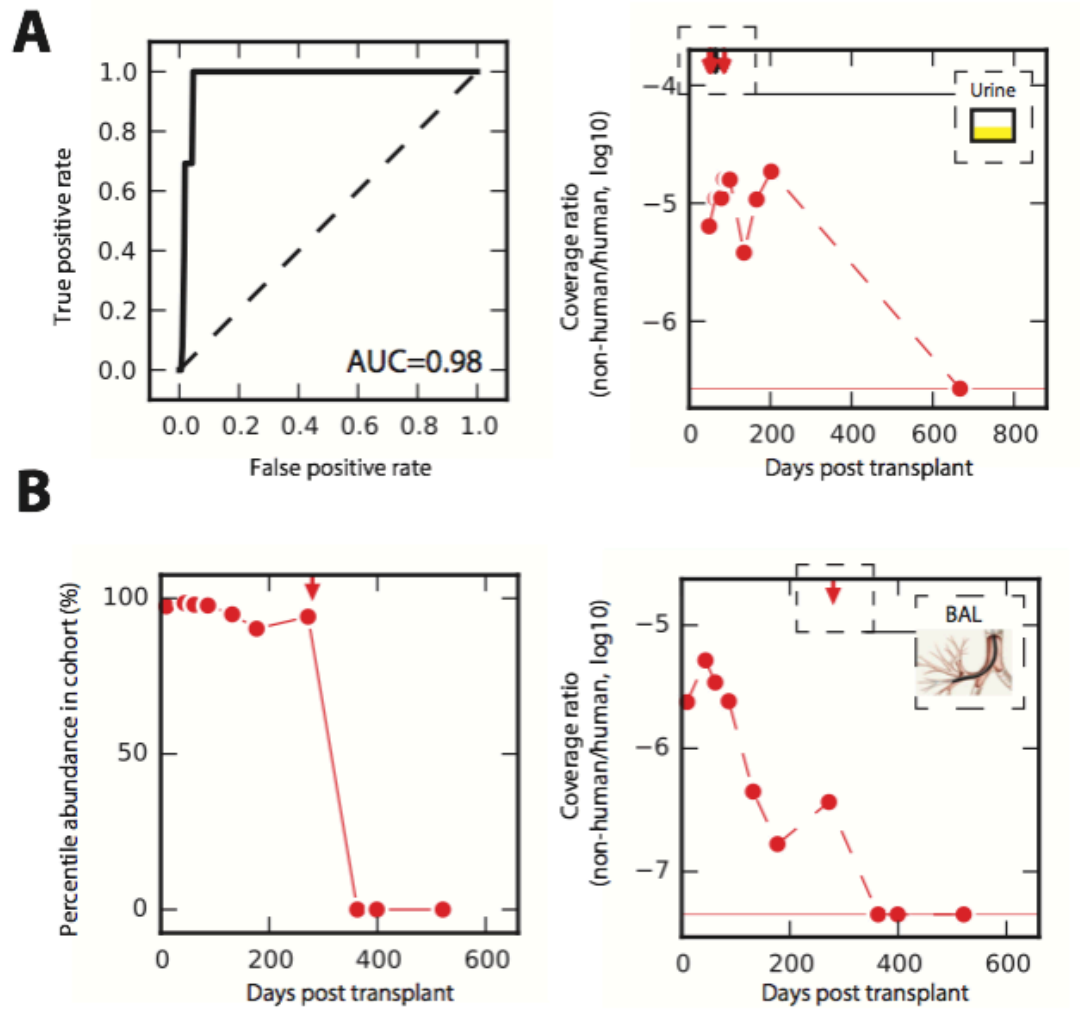 A
True positive rate
1.0
0.8
0.6
0.4
0.2
0.0
AUC=0.98
0.0 0.2 0.4 0.6 0.8 1.0
False positive rate
Coverage ratio
(non-human/human, log10)
−4
−5
−6
Urine
0 200 400 600 800
Days post transplant
B
Percentile abundance in cohort (%)
100
50
0
0 200 400 600
Days post transplant
Coverage ratio
(non-human/human, log10)
−5
−6
−7
BAL
0 200 400 600
Days post transplant